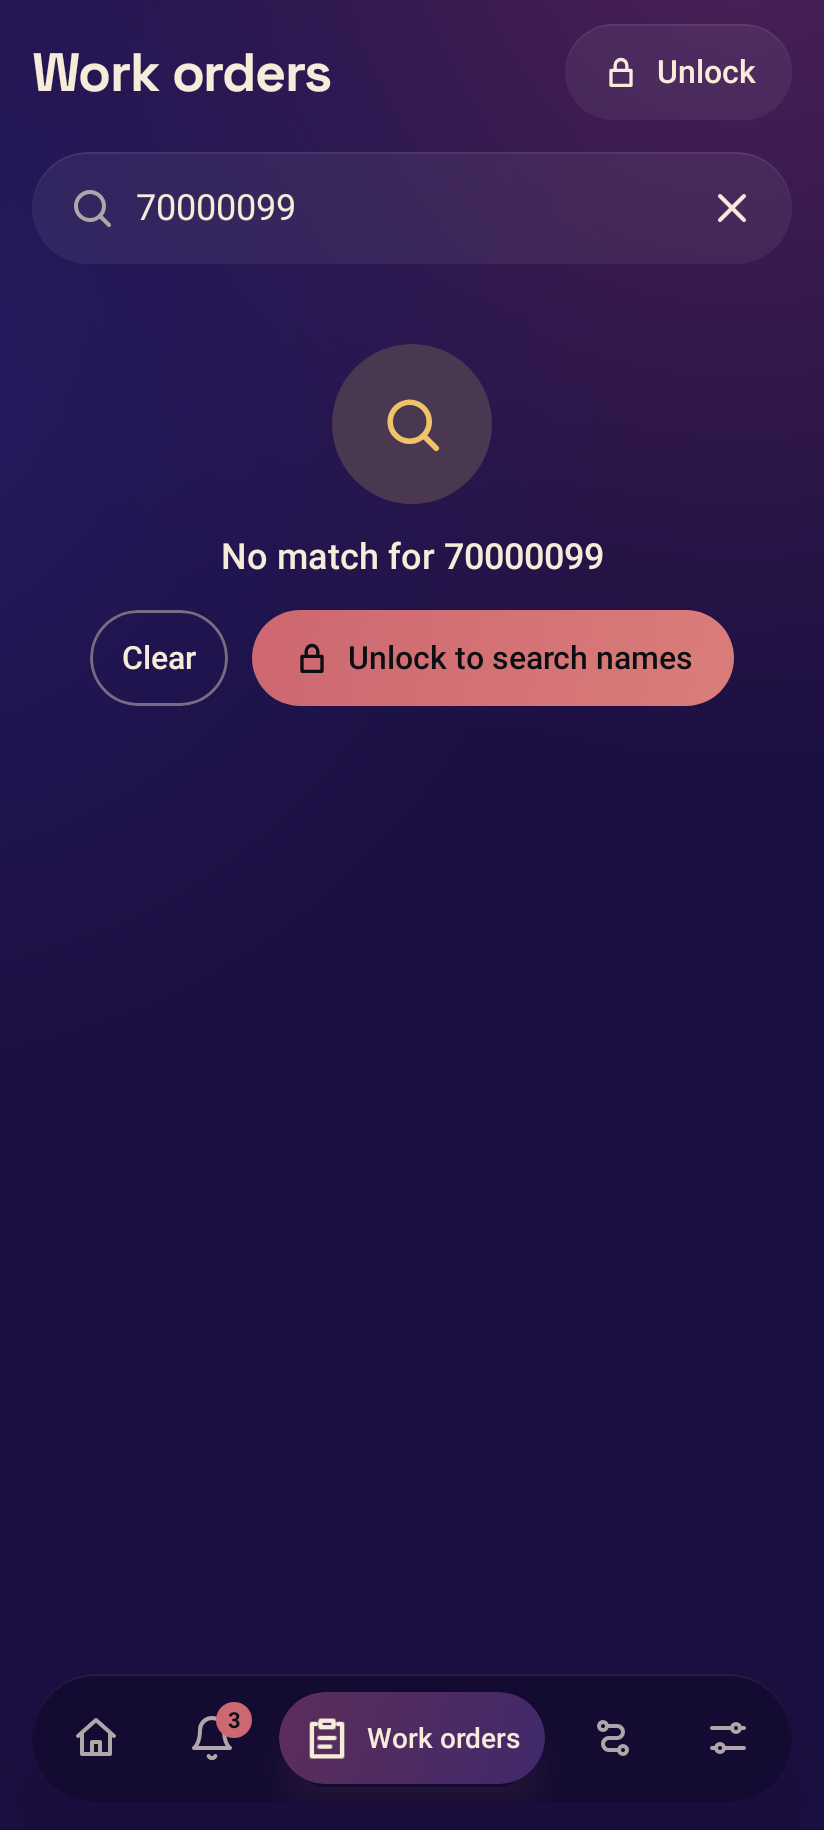 Work orders
Unlock
70000099
No match for 70000099
Clear
Unlock to search names
3
Work orders